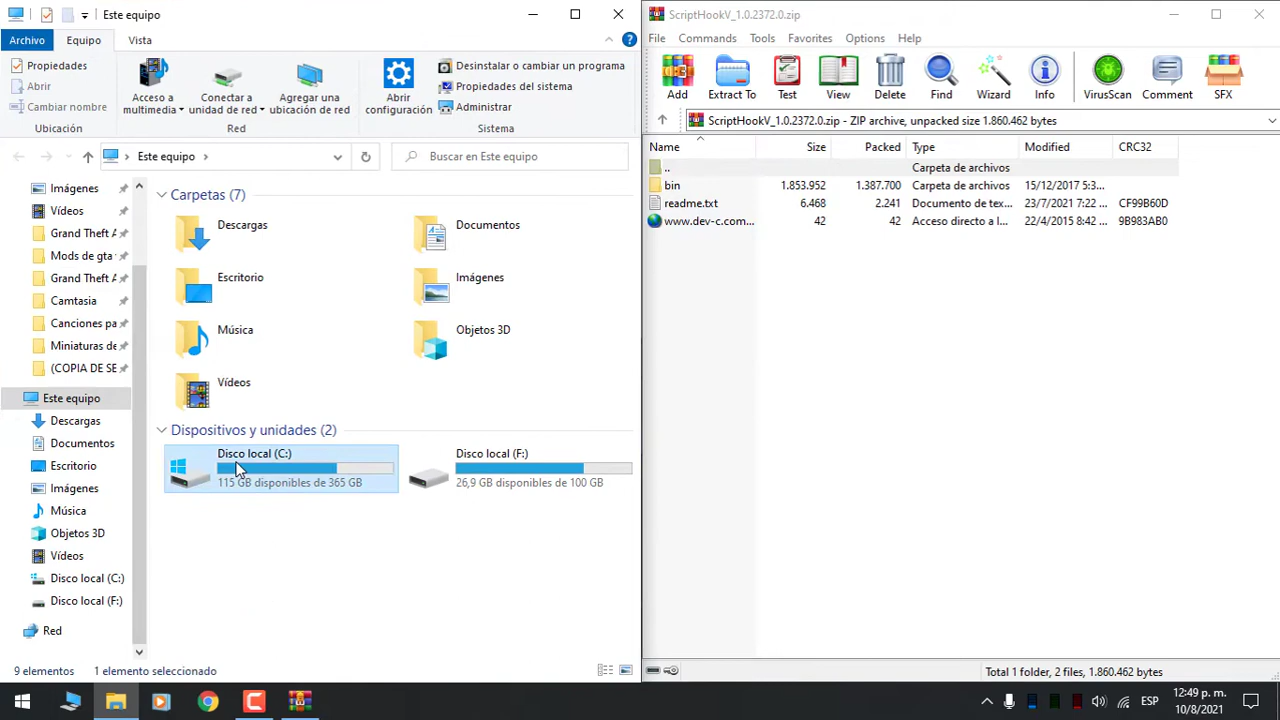 Este equipo
Archivo
Equipo
Vista
Propiedades
Abrir
Cambiar nombre
Ubicación
Acceso a
multimedia
Conectar a
unidad de red
Agregar una
ubicación de red
Red
Abrir
configuración
Desinstalar o cambiar un programa
Propiedades del sistema
Administrar
Sistema
Este equipo
Buscar en Este equipo
Imágenes
Vídeos
Grand Theft A
Mods de gta
Grand Theft A
Camtasia
Canciones pa
Miniaturas de
(COPIA DE SE
Este equipo
Descargas
Documentos
Escritorio
Imágenes
Música
Objetos 3D
Vídeos
Disco local (C:)
Disco local (F:)
Red
Carpetas (7)
Descargas
Documentos
Escritorio
Imágenes
Música
Objetos 3D
Vídeos
Dispositivos y unidades (2)
Disco local (C:)
115 GB disponibles de 365 GB
Disco local (F:)
26,9 GB disponibles de 100 GB
9 elementos
1 elemento seleccionado
ScriptHookV_1.0.2372.0.zip
File Commands Tools Favorites Options Help
Add Extract To Test View Delete Find Wizard Info VirusScan Comment SFX
ScriptHookV_1.0.2372.0.zip - ZIP archive, unpacked size 1.860.462 bytes
Name Size Packed Type Modified CRC32
.. Carpeta de archivos
bin 1.853.952 1.387.700 Carpeta de archivos 15/12/2017 5:3...
readme.txt 6.468 2.241 Documento de tex... 23/7/2021 7:22 ... CF99B60D
www.dev-c.com... 42 42 Acceso directo a l... 22/4/2015 8:42 ... 9B983AB0
Total 1 folder, 2 files, 1.860.462 bytes
ESP
12:49 p. m.
10/8/2021